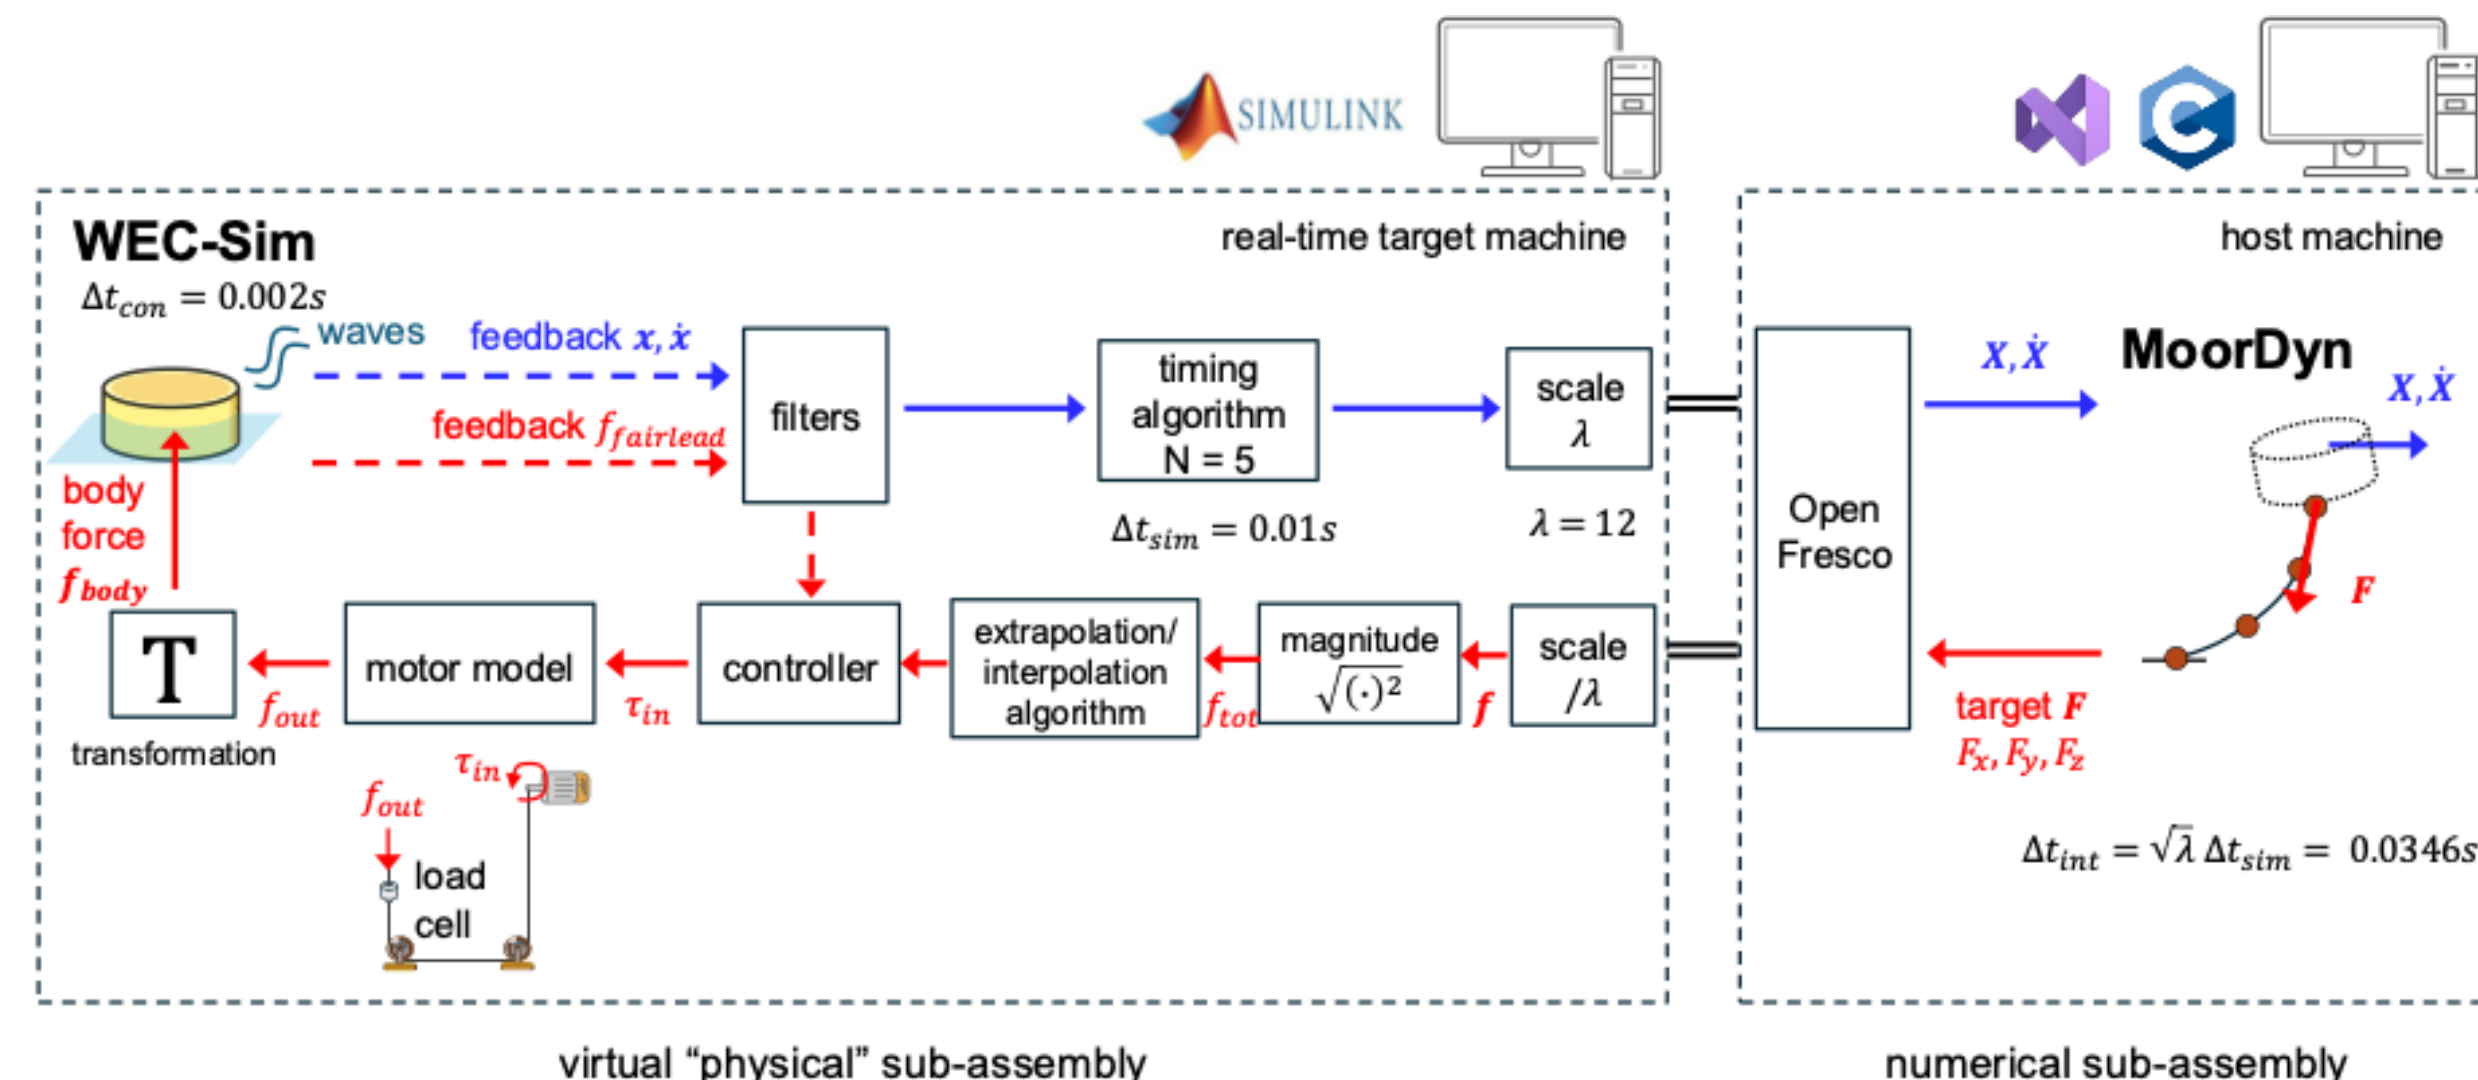 SIMULINK
WEC-Sim
real-time target machine
host machine
Δt_con = 0.002s
waves
feedback x, ẋ
feedback f_fairlead
filters
timing
algorithm
N = 5
Δt_sim = 0.01s
scale
λ
λ = 12
Open
Fresco
X, Ẋ
MoorDyn
X, Ẋ
F
body
force
f_body
T
transformation
f_out
motor model
τ_in
controller
extrapolation/
interpolation
algorithm
f_tot
magnitude
√(·)²
f
scale
/λ
target F
F_x, F_y, F_z
τ_in
f_out
load
cell
Δt_int = √λ Δt_sim = 0.0346s
virtual “physical” sub-assembly
numerical sub-assembly